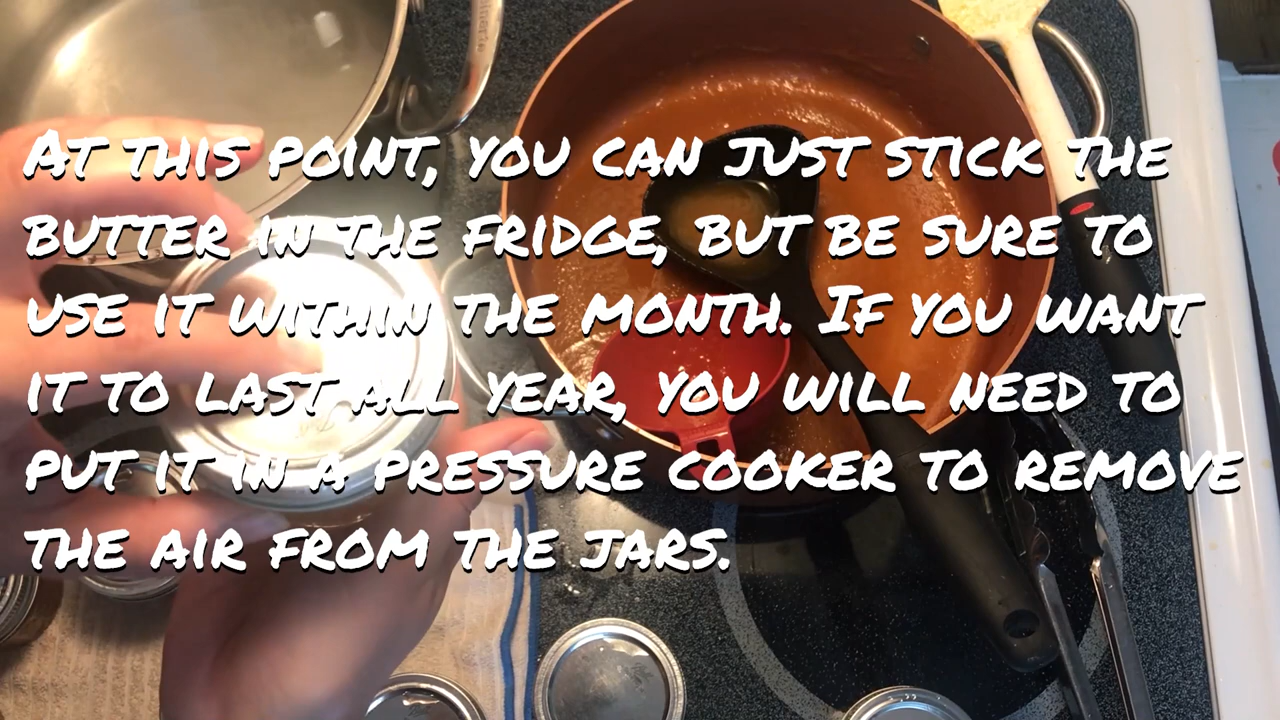 At this point, you can just stick the
butter in the fridge, but be sure to
use it within the month. If you want
it to last all year, you will need to
put it in a pressure cooker to remove
the air from the jars.